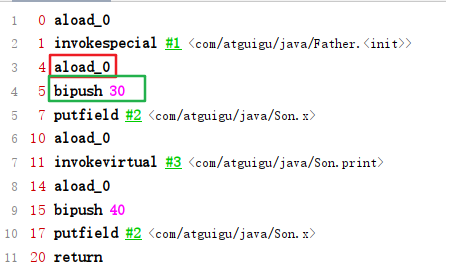 1 0 aload_0
2 1 invokespecial #1 <com/atguigu/java/Father.<init>>
3 4 aload_0
4 5 bipush 30
5 7 putfield #2 <com/atguigu/java/Son.x>
6 10 aload_0
7 11 invokevirtual #3 <com/atguigu/java/Son.print>
8 14 aload_0
9 15 bipush 40
10 17 putfield #2 <com/atguigu/java/Son.x>
11 20 return